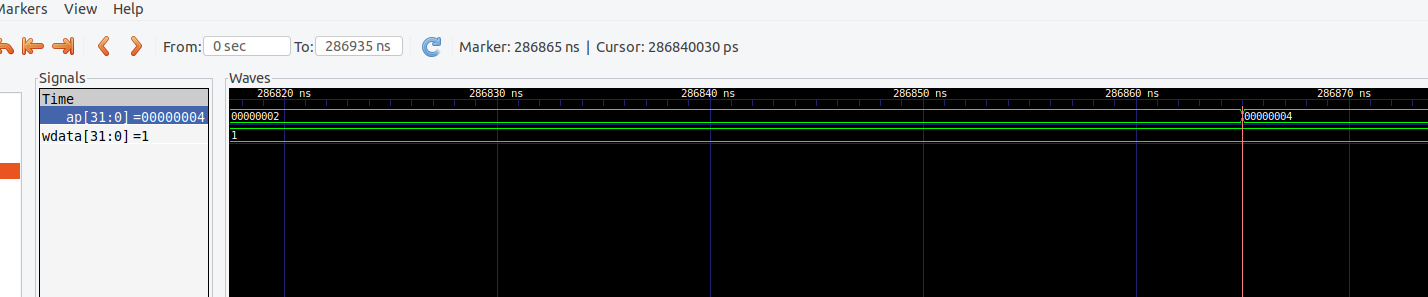 Markers View Help
From: 0 sec To: 286935 ns Marker: 286865 ns | Cursor: 286840030 ps
Signals Waves
Time 286820 ns 286830 ns 286840 ns 286850 ns 286860 ns 286870 ns
ap[31:0] =00000004 00000002 00000004
wdata[31:0] =1 1